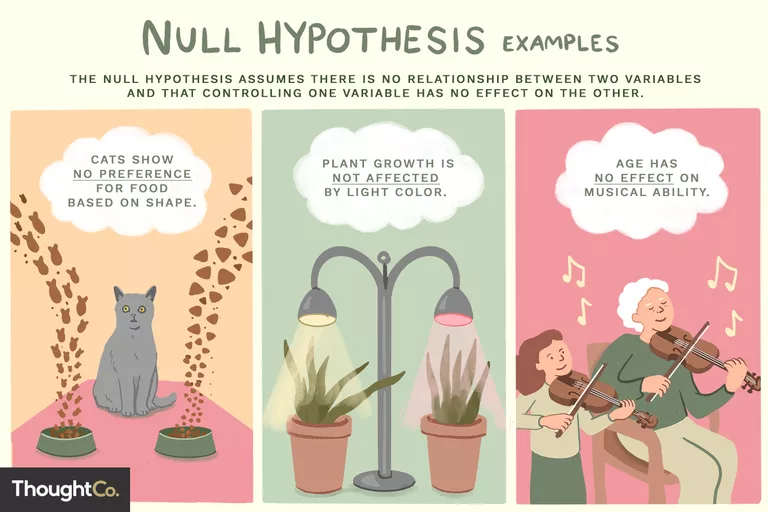 NULL HYPOTHESIS EXAMPLES
THE NULL HYPOTHESIS ASSUMES THERE IS NO RELATIONSHIP BETWEEN TWO VARIABLES
AND THAT CONTROLLING ONE VARIABLE HAS NO EFFECT ON THE OTHER.
CATS SHOW
NO PREFERENCE
FOR FOOD
BASED ON SHAPE.
PLANT GROWTH IS
NOT AFFECTED
BY LIGHT COLOR.
AGE HAS
NO EFFECT ON
MUSICAL ABILITY.
ThoughtCo.